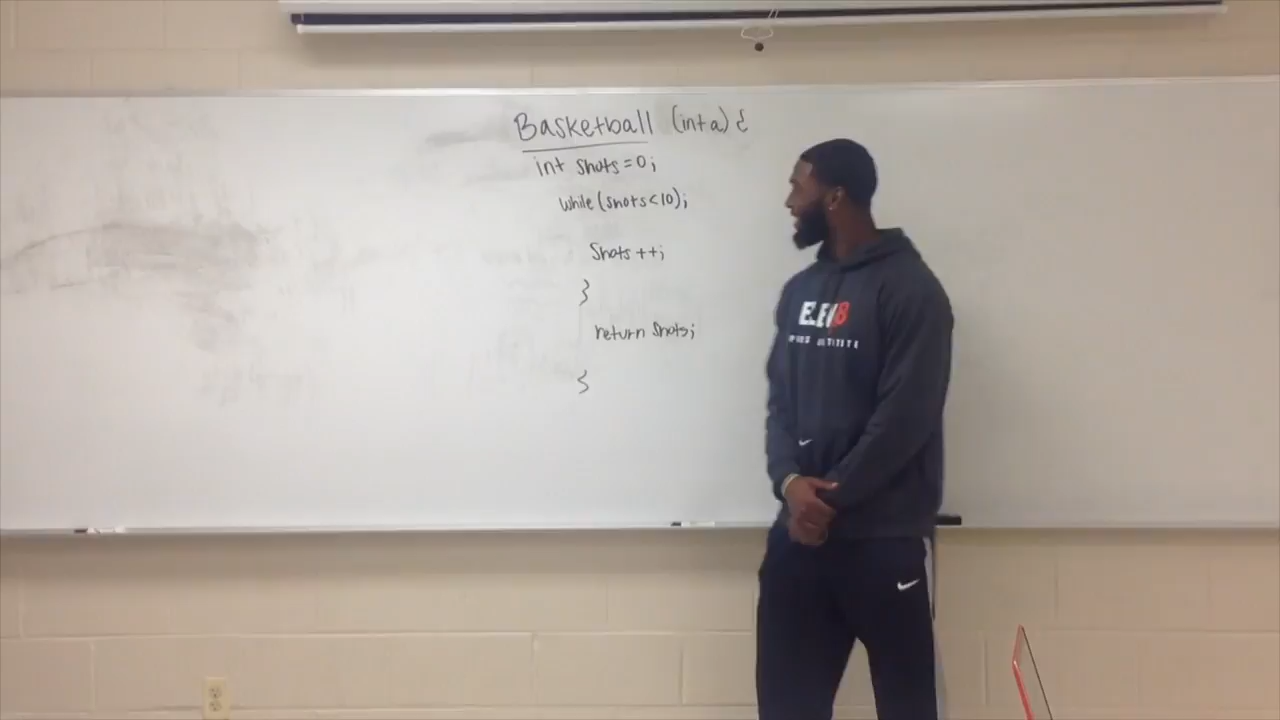 Basketball (int a) {
int shots = 0;
while (shots < 10);
Shots ++;
}
return shots;
}